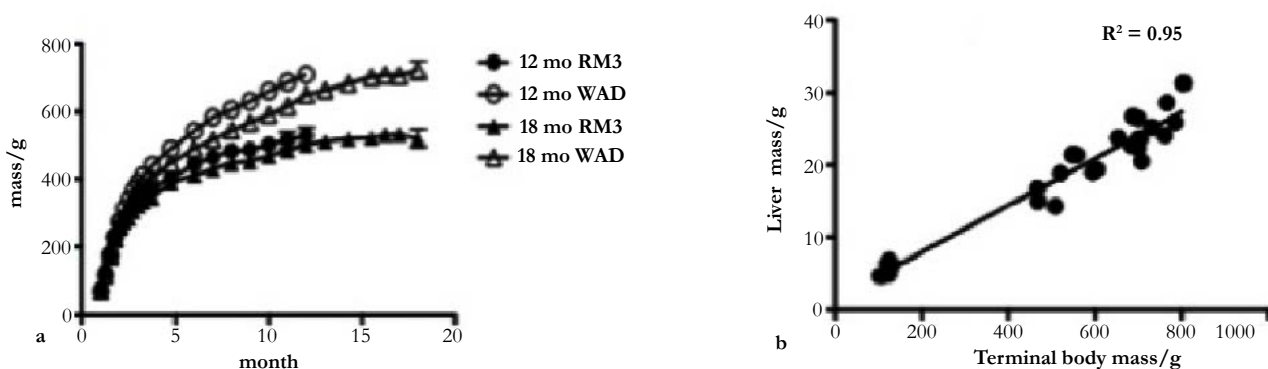 800
600
400
200
0
mass/g
0 5 10 15 20
month
a
12 mo RM3
12 mo WAD
18 mo RM3
18 mo WAD
R² = 0.95
40
30
20
10
0
Liver mass/g
0 200 400 600 800 1000
Terminal body mass/g
b